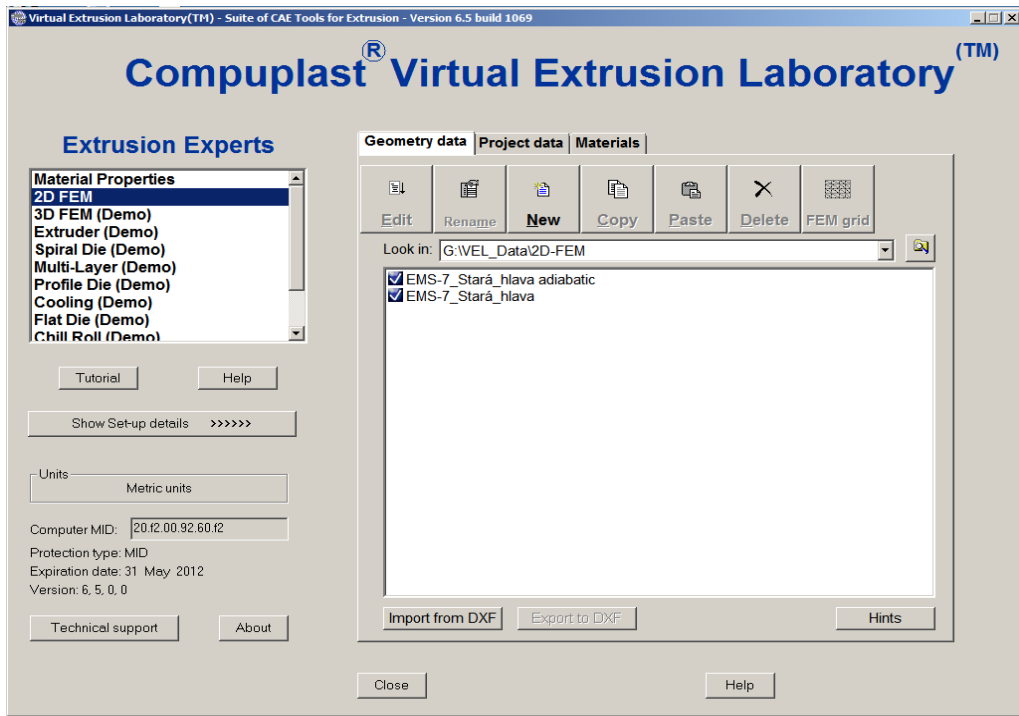 Virtual Extrusion Laboratory(TM) - Suite of CAE Tools for Extrusion - Version 6.5 build 1069
Compuplast® Virtual Extrusion Laboratory (TM)
Extrusion Experts
Material Properties
2D FEM
3D FEM (Demo)
Extruder (Demo)
Spiral Die (Demo)
Multi-Layer (Demo)
Profile Die (Demo)
Cooling (Demo)
Flat Die (Demo)
Chill Roll (Demo)
Tutorial
Help
Show Set-up details >>>>>>
Units
Metric units
Computer MID: 20.f2.00.92.60.f2
Protection type: MID
Expiration date: 31 May 2012
Version: 6, 5, 0, 0
Technical support
About
Geometry data
Project data
Materials
Edit
Rename
New
Copy
Paste
Delete
FEM grid
Look in: G:\VEL_Data\2D-FEM
EMS-7_Stará_hlava adiabatic
EMS-7_Stará_hlava
Import from DXF
Export to DXF
Hints
Close
Help